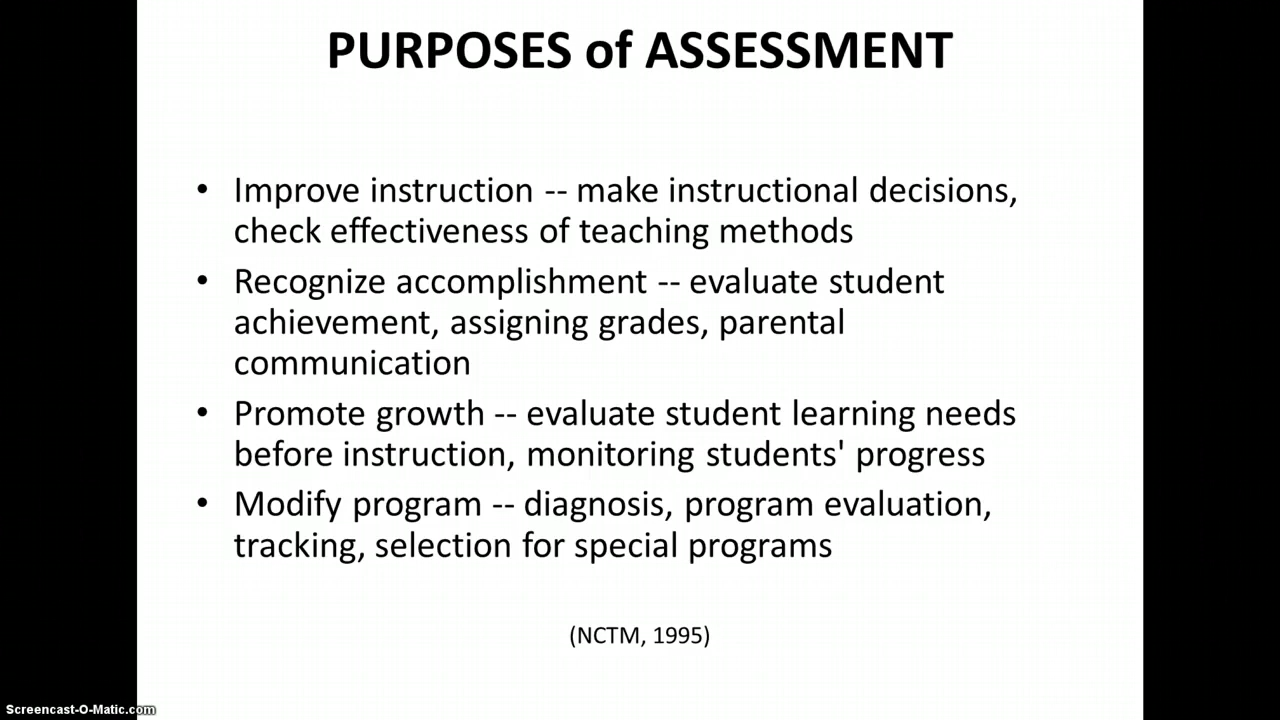 PURPOSES of ASSESSMENT
• Improve instruction -- make instructional decisions,
check effectiveness of teaching methods
• Recognize accomplishment -- evaluate student
achievement, assigning grades, parental
communication
• Promote growth -- evaluate student learning needs
before instruction, monitoring students' progress
• Modify program -- diagnosis, program evaluation,
tracking, selection for special programs
(NCTM, 1995)
Screencast-O-Matic.com